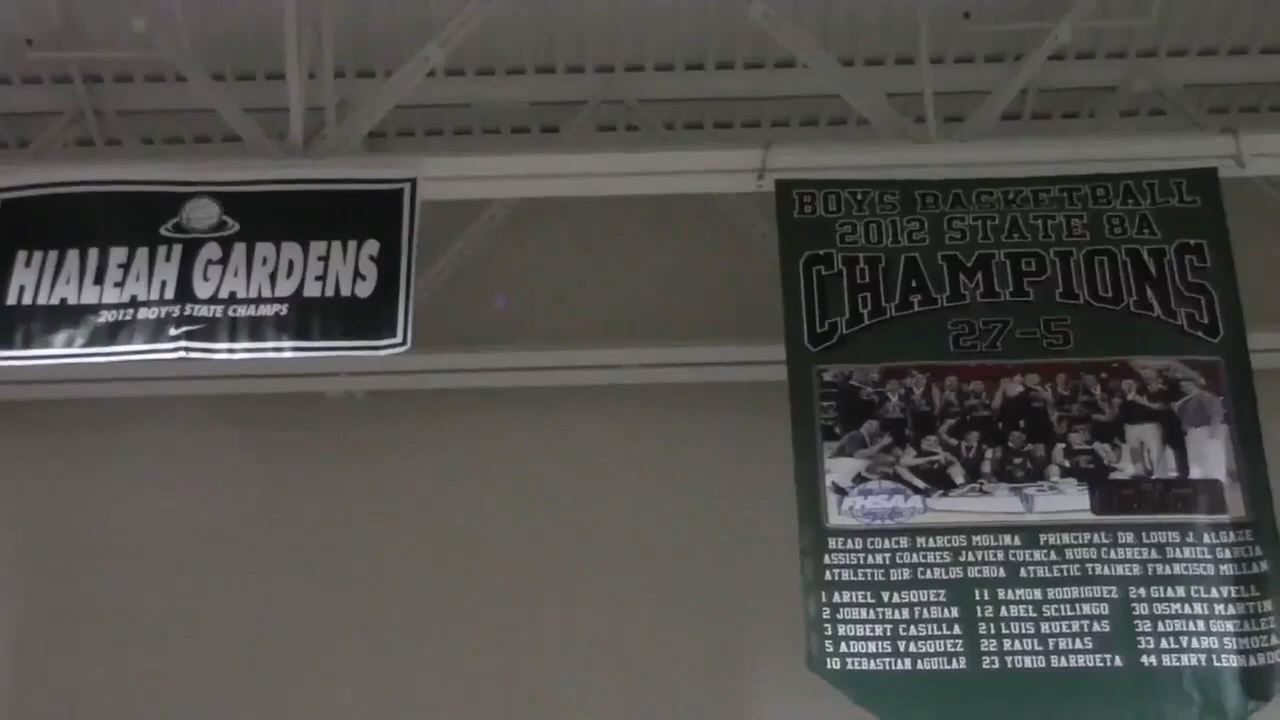 HIALEAH GARDENS
2012 BOY'S STATE CHAMPS
BOYS BASKETBALL
2012 STATE 8A
CHAMPIONS
27-5
FHSAA
HEAD COACH: MARCOS MOLINA PRINCIPAL: DR. LOUIS J. ALGAZE
ASSISTANT COACHES: JAVIER CUENCA, HUGO CABRERA, DANIEL GARCIA
ATHLETIC DIR: CARLOS OCHOA ATHLETIC TRAINER: FRANCISCO MILLAN
1 ARIEL VASQUEZ 11 RAMON RODRIGUEZ 24 GIAN CLAVELL
2 JOHNATHAN FABIAN 12 ABEL SCILINGO 30 OSMANI MARTIN
3 ROBERT CASILLA 21 LUIS HUERTAS 32 ADRIAN GONZALEZ
5 ADONIS VASQUEZ 22 RAUL FRIAS 33 ALVARO SIMOZA
10 XEBASTIAN AGUILAR 23 YUNIO BARRUETA 44 HENRY LEONARDO